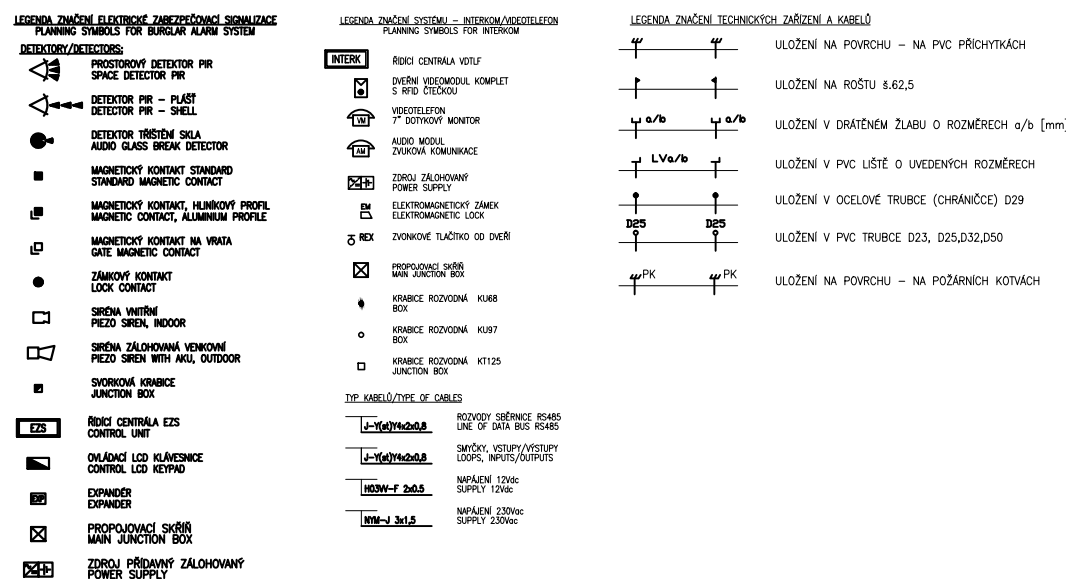 LEGENDA ZNAČENÍ ELEKTRICKÉ ZABEZPEČOVACÍ SIGNALIZACE
PLANNING SYMBOLS FOR BURGLAR ALARM SYSTEM
DETEKTORY/DETECTORS:
PROSTOROVÝ DETEKTOR PIR
SPACE DETECTOR PIR
DETEKTOR PIR – PLÁŠŤ
DETECTOR PIR – SHELL
DETEKTOR TŘÍŠTĚNÍ SKLA
AUDIO GLASS BREAK DETECTOR
MAGNETICKÝ KONTAKT STANDARD
STANDARD MAGNETIC CONTACT
MAGNETICKÝ KONTAKT, HLINÍKOVÝ PROFIL
MAGNETIC CONTACT, ALUMINIUM PROFILE
MAGNETICKÝ KONTAKT NA VRATA
GATE MAGNETIC CONTACT
ZÁMKOVÝ KONTAKT
LOCK CONTACT
SIRÉNA VNITŘNÍ
PIEZO SIREN, INDOOR
SIRÉNA ZÁLOHOVANÁ VENKOVNÍ
PIEZO SIREN WITH AKU, OUTDOOR
SVORKOVÁ KRABICE
JUNCTION BOX
EZS
ŘÍDÍCÍ CENTRÁLA EZS
CONTROL UNIT
OVLÁDACÍ LCD KLÁVESNICE
CONTROL LCD KEYPAD
EXP
EXPANDÉR
EXPANDER
PROPOJOVACÍ SKŘÍŇ
MAIN JUNCTION BOX
ZDROJ PŘÍDAVNÝ ZÁLOHOVANÝ
POWER SUPPLY
LEGENDA ZNAČENÍ SYSTÉMU – INTERKOM/VIDEOTELEFON
PLANNING SYMBOLS FOR INTERKOM
INTERK
ŘÍDÍCÍ CENTRÁLA VDTLF
DVEŘNÍ VIDEOMODUL KOMPLET
S RFID ČTEČKOU
VM
VIDEOTELEFON
7" DOTYKOVÝ MONITOR
AM
AUDIO MODUL
ZVUKOVÁ KOMUNIKACE
ZDROJ ZÁLOHOVANÝ
POWER SUPPLY
EM
ELEKTROMAGNETICKÝ ZÁMEK
ELEKTROMAGNETIC LOCK
REX
ZVONKOVÉ TLAČÍTKO OD DVEŘÍ
PROPOJOVACÍ SKŘÍŇ
MAIN JUNCTION BOX
KRABICE ROZVODNÁ KU68
BOX
KRABICE ROZVODNÁ KU97
BOX
KRABICE ROZVODNÁ KT125
JUNCTION BOX
TYP KABELŮ/TYPE OF CABLES
J-Y(st)Y4x2x0,8
ROZVODY SBĚRNICE RS485
LINE OF DATA BUS RS485
J-Y(st)Y4x2x0,8
SMYČKY, VSTUPY/VÝSTUPY
LOOPS, INPUTS/OUTPUTS
H03VV-F 2x0.5
NAPÁJENÍ 12Vdc
SUPPLY 12Vdc
NYM-J 3x1,5
NAPÁJENÍ 230Vac
SUPPLY 230Vac
LEGENDA ZNAČENÍ TECHNICKÝCH ZAŘÍZENÍ A KABELŮ
ULOŽENÍ NA POVRCHU – NA PVC PŘÍCHYTKÁCH
ULOŽENÍ NA ROŠTU š.62,5
a/b a/b
ULOŽENÍ V DRÁTĚNÉM ŽLABU O ROZMĚRECH a/b [mm]
LVa/b
ULOŽENÍ V PVC LIŠTĚ O UVEDENÝCH ROZMĚRECH
ULOŽENÍ V OCELOVÉ TRUBCE (CHRÁNIČCE) D29
D25 D25
ULOŽENÍ V PVC TRUBCE D23, D25,D32,D50
PK PK
ULOŽENÍ NA POVRCHU – NA POŽÁRNÍCH KOTVÁCH